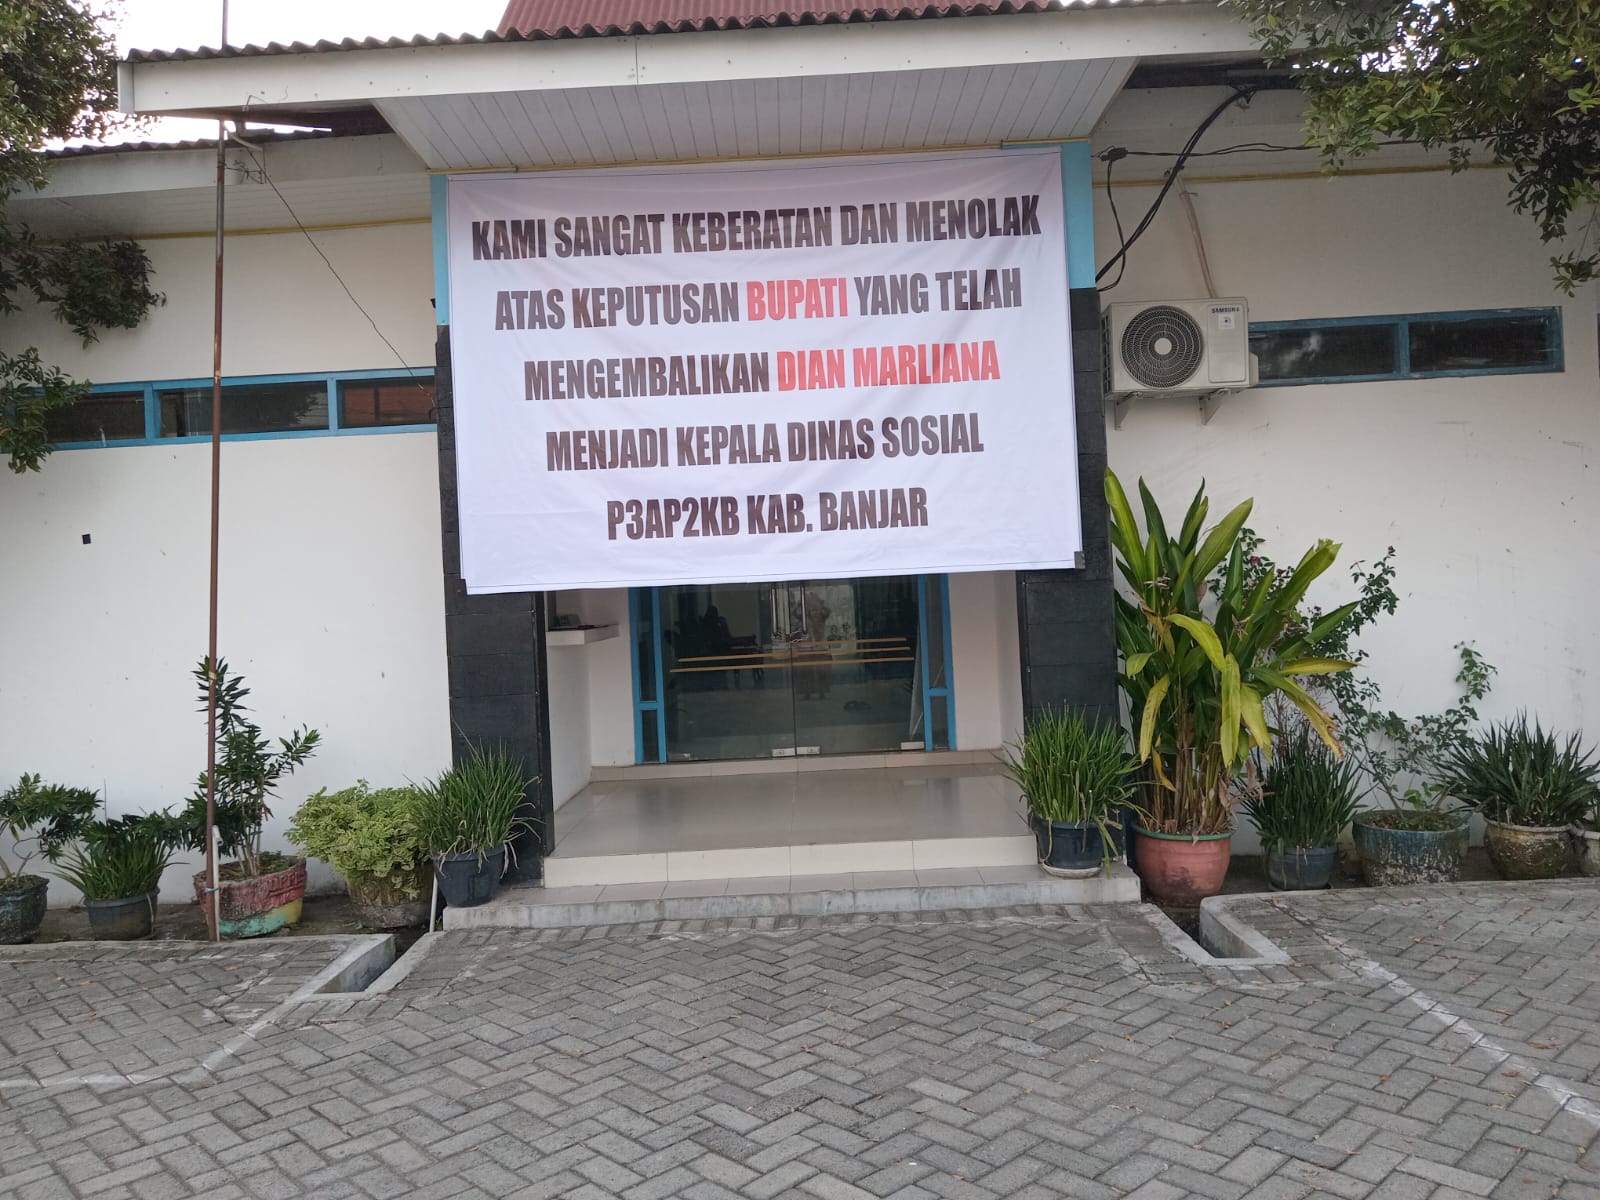 KAMI SANGAT KEBERATAN DAN MENOLAK
ATAS KEPUTUSAN BUPATI YANG TELAH
MENGEMBALIKAN DIAN MARLIANA
MENJADI KEPALA DINAS SOSIAL
P3AP2KB KAB. BANJAR
SAMSUNG